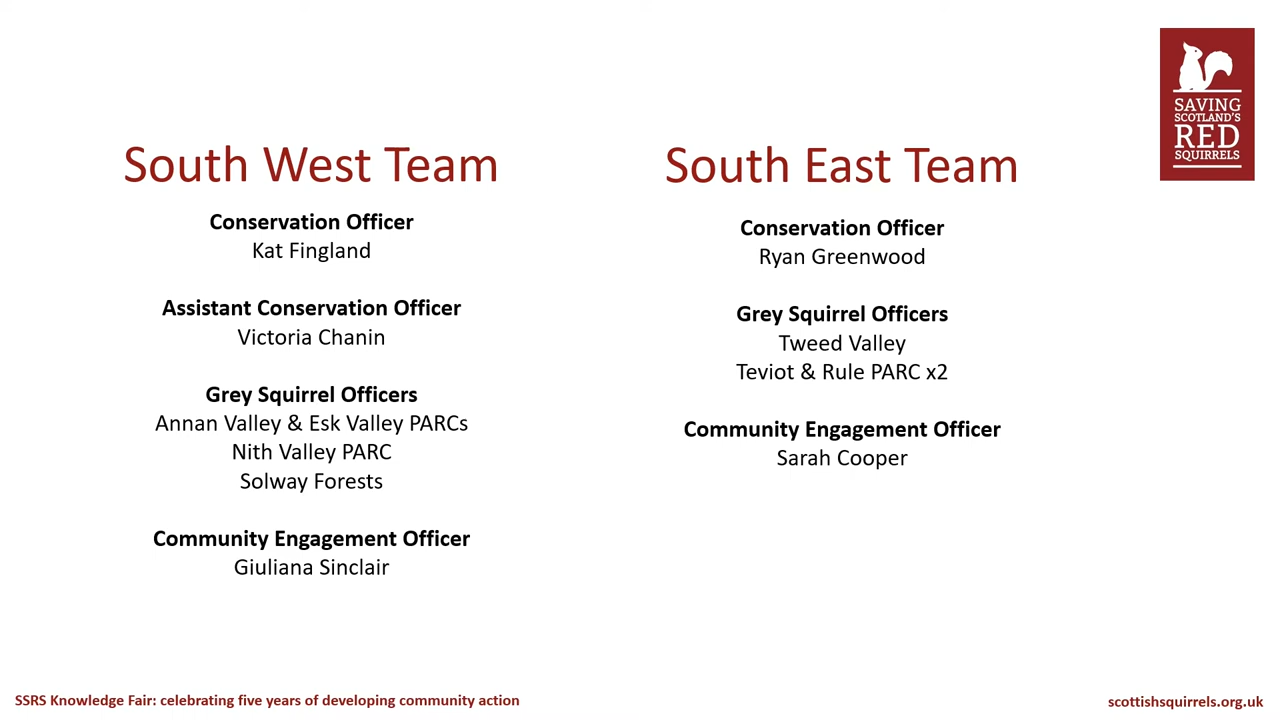 SAVING
SCOTLAND'S
RED
SQUIRRELS
South West Team
Conservation Officer
Kat Fingland
Assistant Conservation Officer
Victoria Chanin
Grey Squirrel Officers
Annan Valley & Esk Valley PARCs
Nith Valley PARC
Solway Forests
Community Engagement Officer
Giuliana Sinclair
South East Team
Conservation Officer
Ryan Greenwood
Grey Squirrel Officers
Tweed Valley
Teviot & Rule PARC x2
Community Engagement Officer
Sarah Cooper
SSRS Knowledge Fair: celebrating five years of developing community action
scottishsquirrels.org.uk